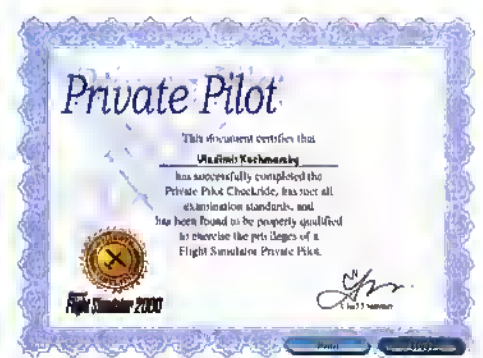 Private Pilot
This document certifies that
Vladimir
has successfully completed the
Private Pilot Checkride, has met all
examination standards, and
has been found to be properly qualified
to exercise the privileges of a
Flight Simulator Private Pilot.
Flight Simulator 2000
Print